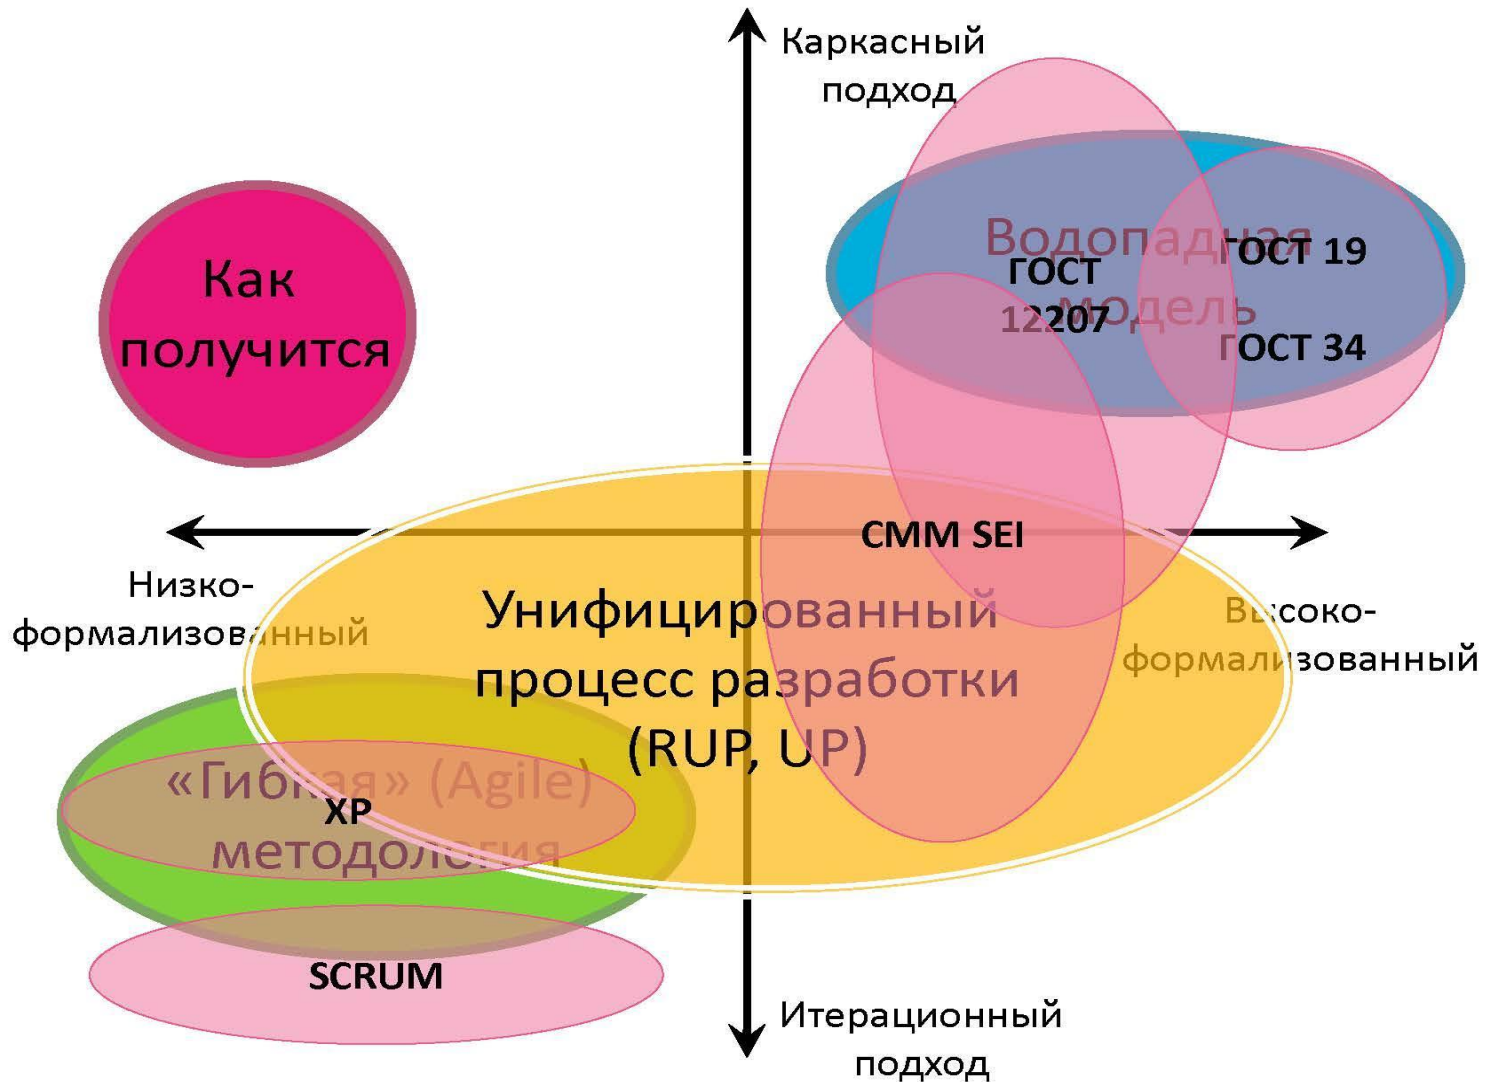 Каркасный
подход
Как
получится
Водопадная
модель
ГОСТ
12207
ГОСТ 19
ГОСТ 34
CMM SEI
Низко-
формализованный
Высоко-
формализованный
Унифицированный
процесс разработки
(RUP, UP)
«Гибкая» (Agile)
методология
XP
SCRUM
Итерационный
подход